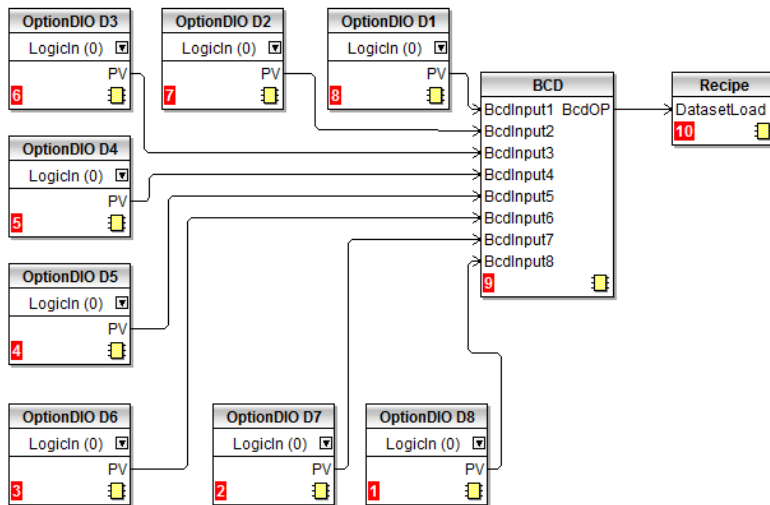 OptionDIO D3
LogicIn (0)
PV
6
OptionDIO D2
LogicIn (0)
PV
7
OptionDIO D1
LogicIn (0)
PV
8
BCD
BcdInput1 BcdOP
BcdInput2
BcdInput3
BcdInput4
BcdInput5
BcdInput6
BcdInput7
BcdInput8
9
Recipe
DatasetLoad
10
OptionDIO D4
LogicIn (0)
PV
5
OptionDIO D5
LogicIn (0)
PV
4
OptionDIO D6
LogicIn (0)
PV
3
OptionDIO D7
LogicIn (0)
PV
2
OptionDIO D8
LogicIn (0)
PV
1